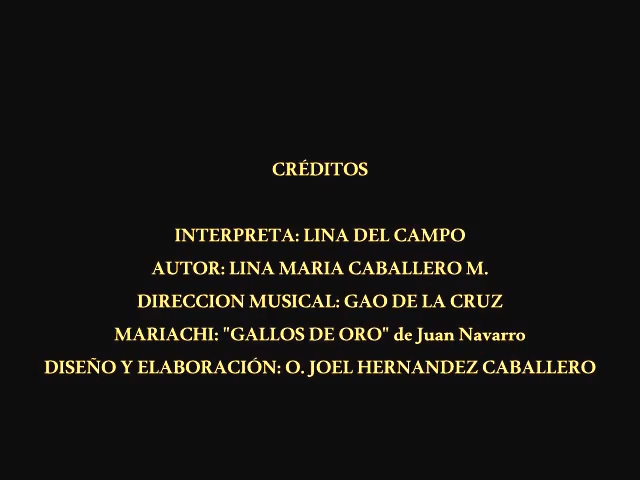 CRÉDITOS
INTERPRETA: LINA DEL CAMPO
AUTOR: LINA MARIA CABALLERO M.
DIRECCION MUSICAL: GAO DE LA CRUZ
MARIACHI: "GALLOS DE ORO" de Juan Navarro
DISEÑO Y ELABORACIÓN: O. JOEL HERNANDEZ CABALLERO